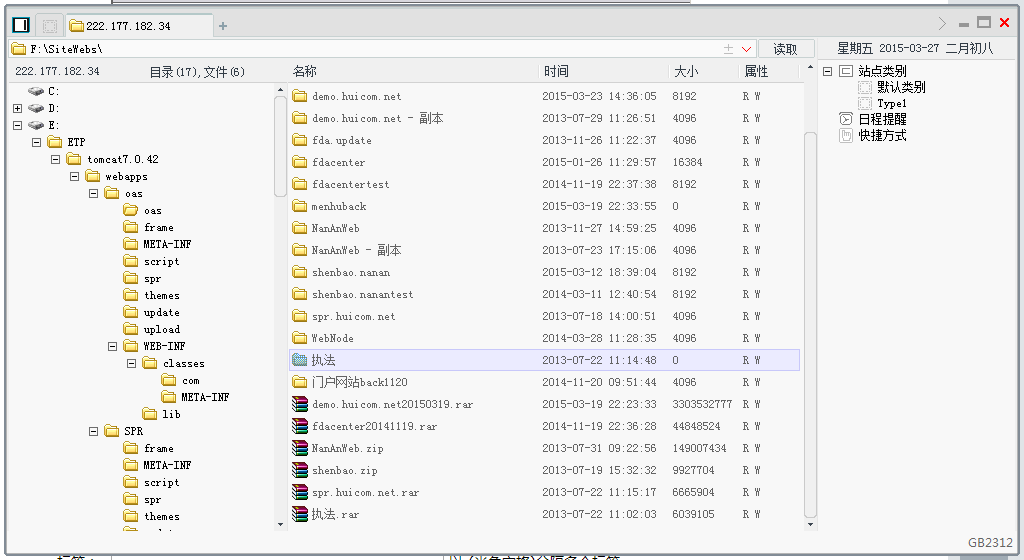 222.177.182.34
F:\SiteWebs\
读取
星期五 2015-03-27 二月初八
222.177.182.34 目录(17),文件(6)
C:
D:
E:
ETP
tomcat7.0.42
webapps
oas
oas
frame
META-INF
script
spr
themes
update
upload
WEB-INF
classes
com
META-INF
lib
SPR
frame
META-INF
script
spr
themes
名称 时间 大小 属性
demo.huicom.net 2015-03-23 14:36:05 8192 R W
demo.huicom.net - 副本 2013-07-29 11:26:51 4096 R W
fda.update 2013-11-26 11:22:37 4096 R W
fdacenter 2015-01-26 11:29:57 16384 R W
fdacentertest 2014-11-19 22:37:38 8192 R W
menhuback 2015-03-19 22:33:55 0 R W
NanAnWeb 2013-11-27 14:59:25 4096 R W
NanAnWeb - 副本 2013-07-23 17:15:06 4096 R W
shenbao.nanan 2015-03-12 18:39:04 8192 R W
shenbao.nanantest 2014-03-11 12:40:54 8192 R W
spr.huicom.net 2013-07-18 14:00:51 4096 R W
WebNode 2014-03-28 11:28:35 4096 R W
执法 2013-07-22 11:14:48 0 R W
门户网站back1120 2014-11-20 09:51:44 4096 R W
demo.huicom.net20150319.rar 2015-03-19 22:23:33 3303532777 R W
fdacenter20141119.rar 2014-11-19 22:36:28 44848524 R W
NanAnWeb.zip 2013-07-31 09:22:56 149007434 R W
shenbao.zip 2013-07-19 15:32:32 9927704 R W
spr.huicom.net.rar 2013-07-22 11:15:17 6665904 R W
执法.rar 2013-07-22 11:02:03 6039105 R W
站点类别
默认类别
Type1
日程提醒
快捷方式
GB2312